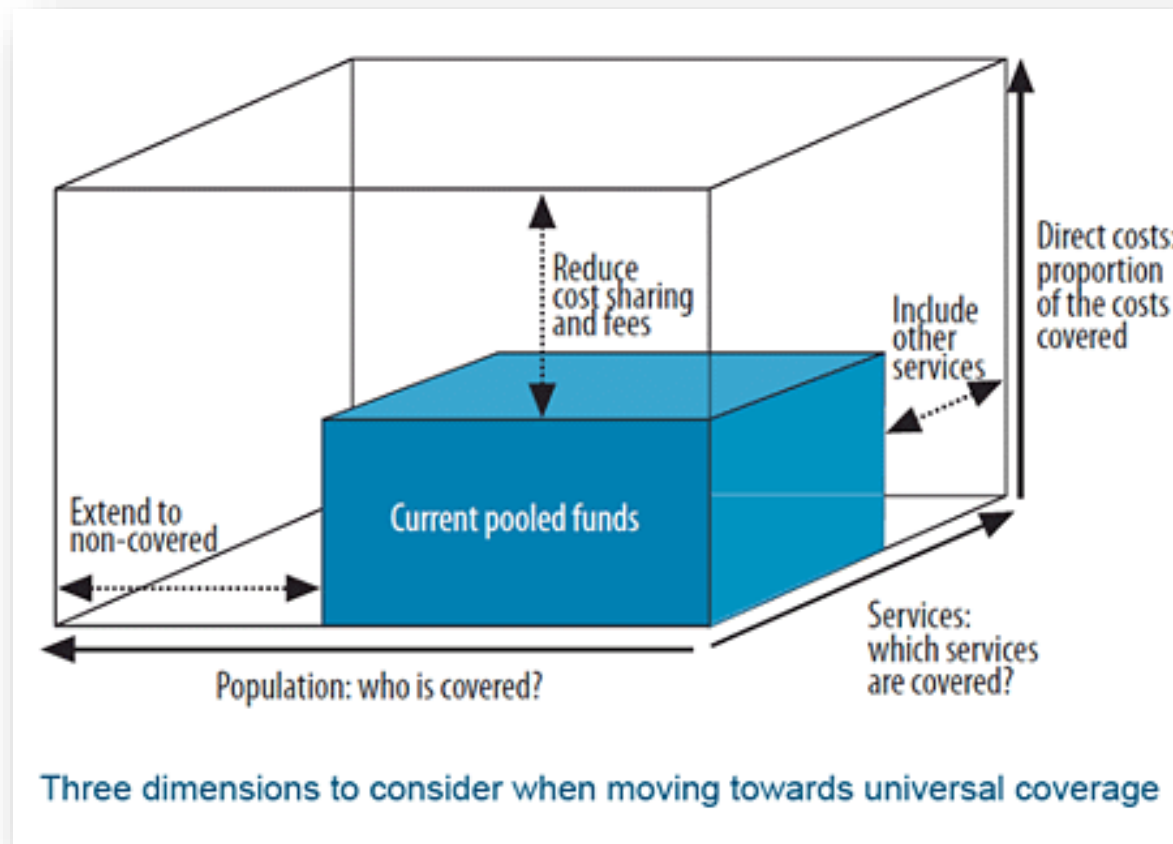 Reduce
cost sharing
and fees
Direct costs:
proportion
of the costs
covered
Include
other
services
Extend to
non-covered
Current pooled funds
Services:
which services
are covered?
Population: who is covered?
Three dimensions to consider when moving towards universal coverage